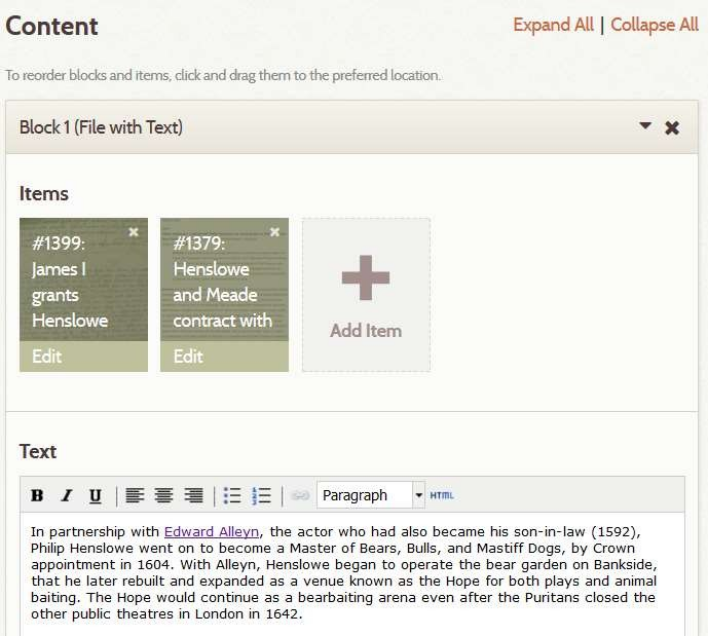 Content
Expand All | Collapse All
To reorder blocks and items, click and drag them to the preferred location.
Block 1 (File with Text)
Items
#1399:
James I
grants
Henslowe
Edit
#1379:
Henslowe
and Meade
contract with
Edit
Add Item
Text
B I U Paragraph HTML
In partnership with Edward Alleyn, the actor who had also became his son-in-law (1592),
Philip Henslowe went on to become a Master of Bears, Bulls, and Mastiff Dogs, by Crown
appointment in 1604. With Alleyn, Henslowe began to operate the bear garden on Bankside,
that he later rebuilt and expanded as a venue known as the Hope for both plays and animal
baiting. The Hope would continue as a bearbaiting arena even after the Puritans closed the
other public theatres in London in 1642.